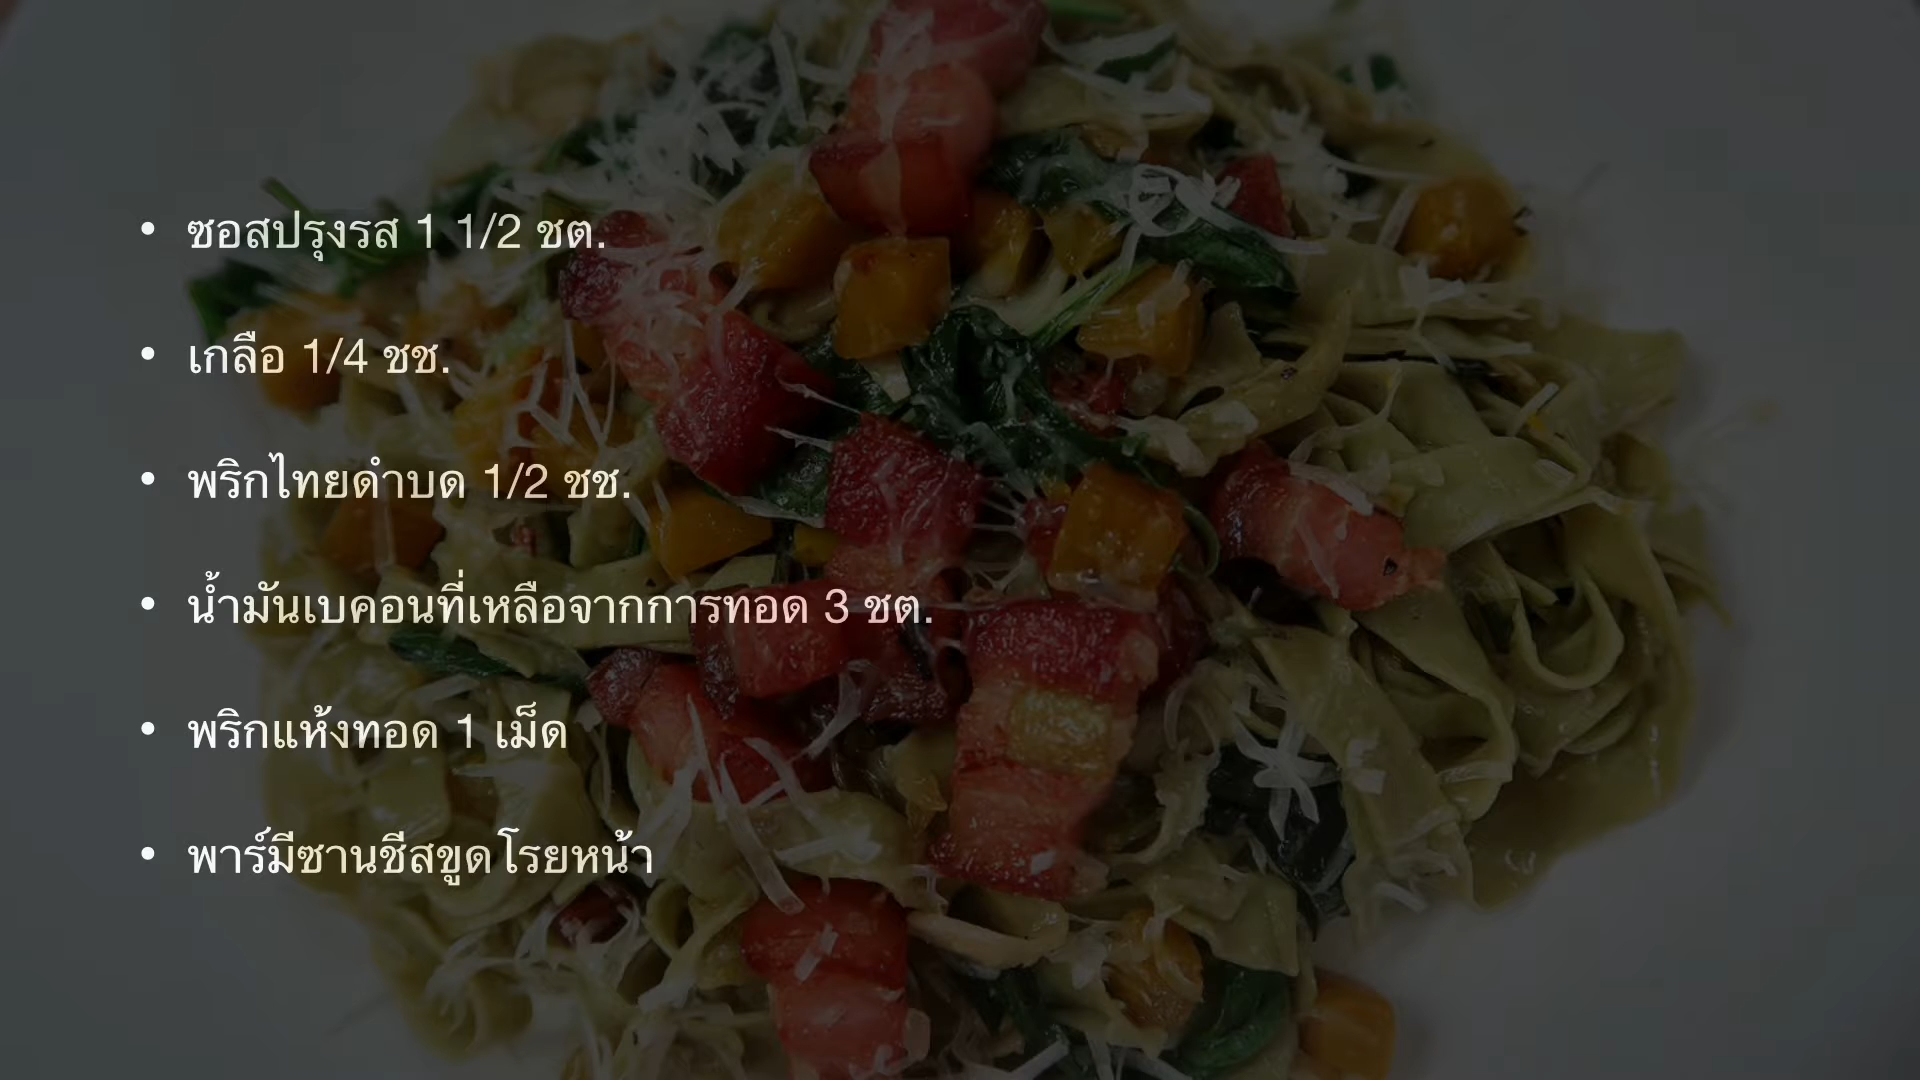 • ซอสปรุงรส 1 1/2 ชต.
• เกลือ 1/4 ชช.
• พริกไทยดำบด 1/2 ชช.
• น้ำมันเบคอนที่เหลือจากการทอด 3 ชต.
• พริกแห้งทอด 1 เม็ด
• พาร์มีซานชีสขูดโรยหน้า